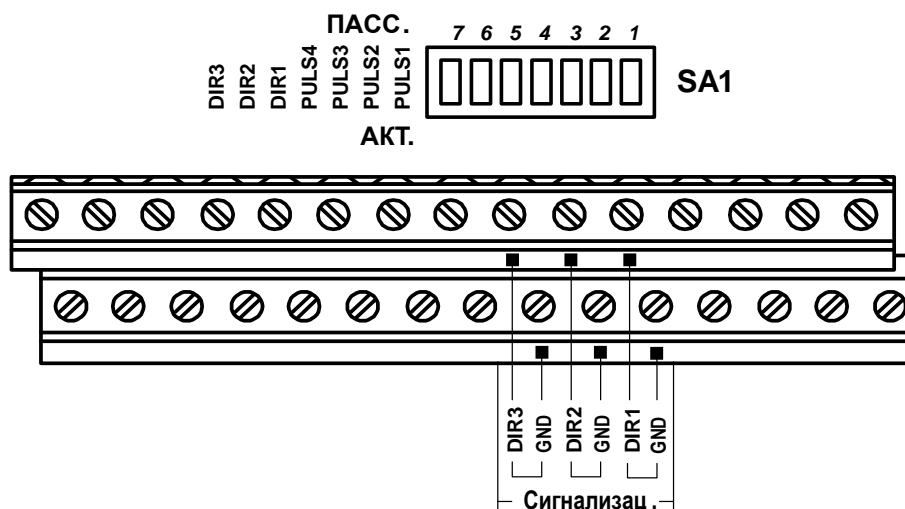 ПАСС.
7 6 5 4 3 2 1
DIR3
DIR2
DIR1
PULS4
PULS3
PULS2
PULS1
SA1
АКТ.
DIR3
GND
DIR2
GND
DIR1
GND
Сигнализац .